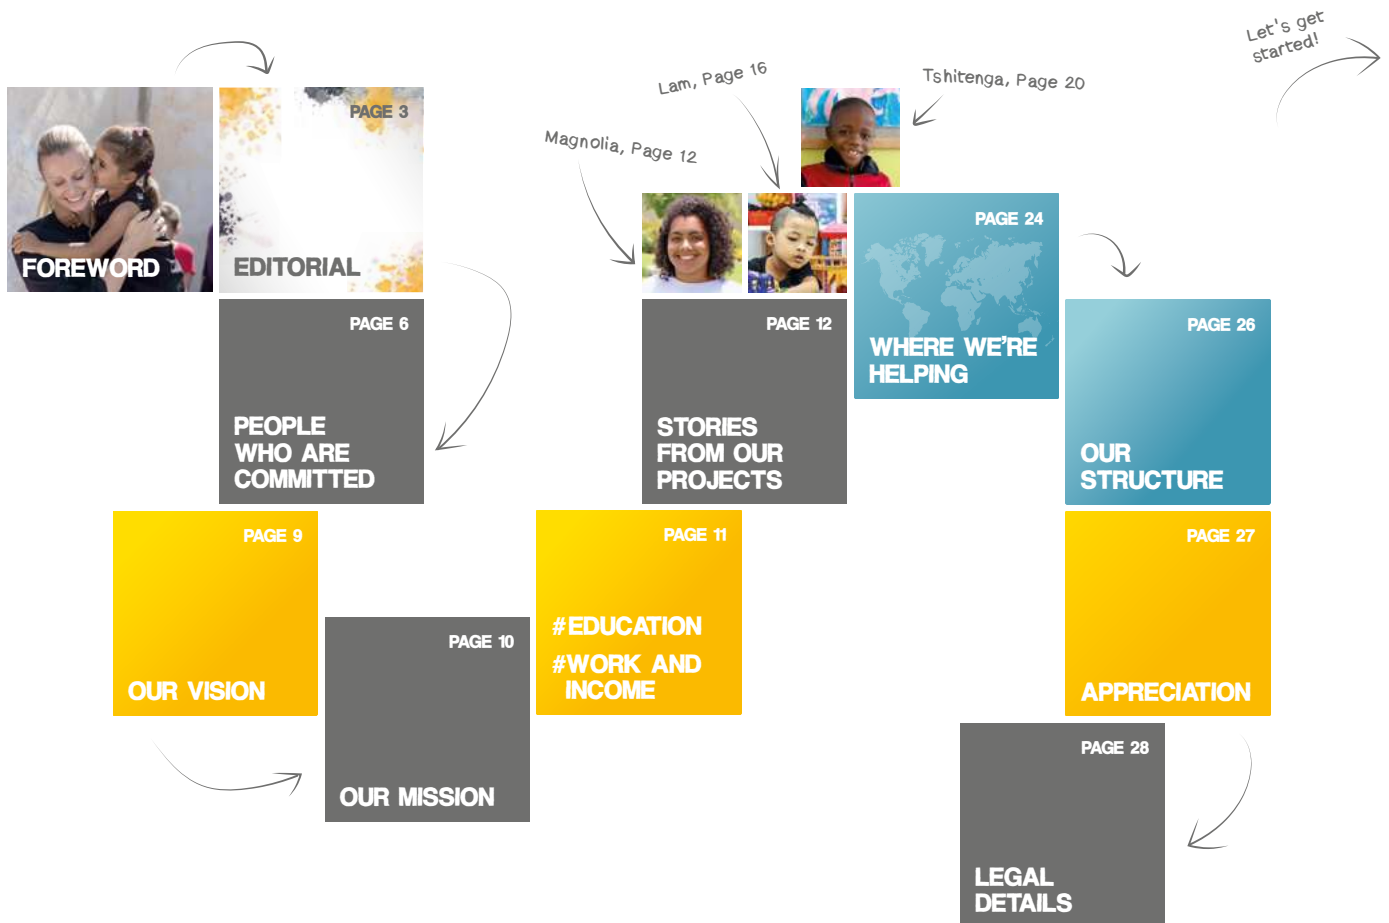 Let's get
started!
FOREWORD
PAGE 3
EDITORIAL
PAGE 6
PEOPLE
WHO ARE
COMMITTED
PAGE 9
OUR VISION
PAGE 10
OUR MISSION
PAGE 11
#EDUCATION
#WORK AND
INCOME
Magnolia, Page 12
Lam, Page 16
Tshitenga, Page 20
PAGE 12
STORIES
FROM OUR
PROJECTS
PAGE 24
WHERE WE'RE
HELPING
PAGE 26
OUR
STRUCTURE
PAGE 27
APPRECIATION
PAGE 28
LEGAL
DETAILS